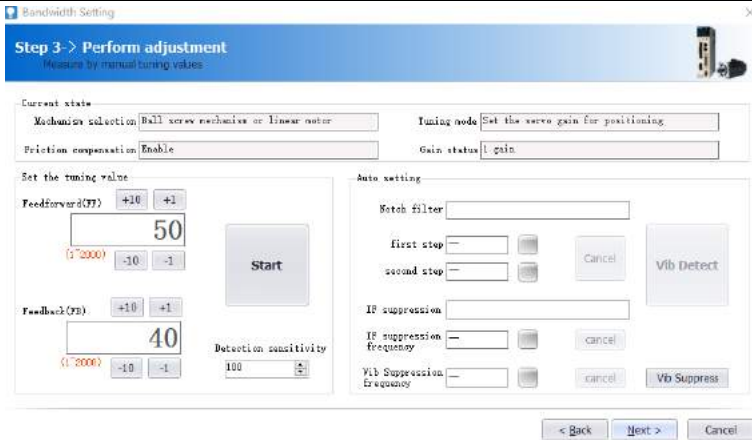 Bandwidth Setting
Step 3-> Perform adjustment
Measure by manual tuning values
Current state
Mechanism selection Ball screw mechanism or linear motor
Tuning mode Set the servo gain for positioning
Friction compensation Enable
Gain status 1 gain
Set the tuning value
Feedforward(FF) +10 +1
50
(1~2000) -10 -1
Start
Feedback(FB) +10 +1
40
(1~2000) -10 -1
Detection sensitivity
100
Auto setting
Notch filter
first step —
second step —
Cancel
Vib Detect
IF suppression
IF suppression
frequency —
cancel
Vib Suppression
frequency —
cancel
Vib Suppress
< Back Next > Cancel